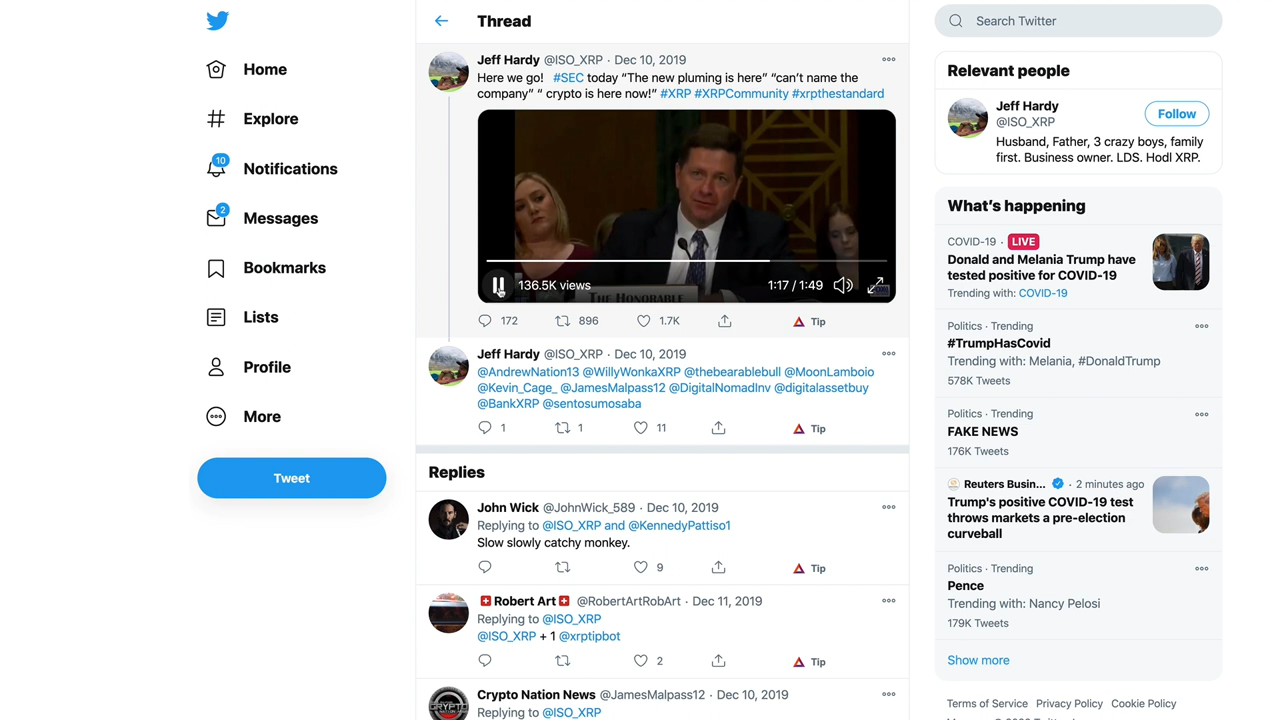 Home
Explore
10
Notifications
2
Messages
Bookmarks
Lists
Profile
More
Tweet
Thread
Jeff Hardy @ISO_XRP · Dec 10, 2019
Here we go! #SEC today “The new pluming is here” “can’t name the
company” “ crypto is here now!” #XRP #XRPCommunity #xrpthestandard
136.5K views
1:17 / 1:49
THE HONORABLE
172 896 1.7K Tip
Jeff Hardy @ISO_XRP · Dec 10, 2019
@AndrewNation13 @WillyWonkaXRP @thebearablebull @MoonLamboio
@Kevin_Cage_ @JamesMalpass12 @DigitalNomadInv @digitalassetbuy
@BankXRP @sentosumosaba
1 1 11 Tip
Replies
John Wick @JohnWick_589 · Dec 10, 2019
Replying to @ISO_XRP and @KennedyPattiso1
Slow slowly catchy monkey.
9 Tip
Robert Art @RobertArtRobArt · Dec 11, 2019
Replying to @ISO_XRP
@ISO_XRP + 1 @xrptipbot
2 Tip
CRYPTO
Crypto Nation News @JamesMalpass12 · Dec 10, 2019
Replying to @ISO_XRP
Search Twitter
Relevant people
Jeff Hardy
@ISO_XRP
Follow
Husband, Father, 3 crazy boys, family
first. Business owner. LDS. Hodl XRP.
What’s happening
COVID-19 · LIVE
Donald and Melania Trump have
tested positive for COVID-19
Trending with: COVID-19
Politics · Trending
#TrumpHasCovid
Trending with: Melania, #DonaldTrump
578K Tweets
Politics · Trending
FAKE NEWS
176K Tweets
Reuters Busin... · 2 minutes ago
Trump's positive COVID-19 test
throws markets a pre-election
curveball
Politics · Trending
Pence
Trending with: Nancy Pelosi
179K Tweets
Show more
Terms of Service Privacy Policy Cookie Policy